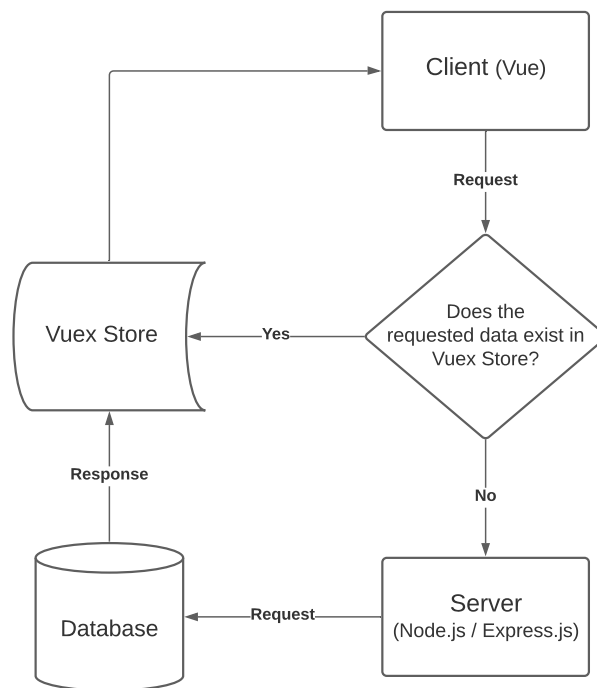 Client (Vue)
Request
Does the
requested data exist in
Vuex Store?
Yes
Vuex Store
Response
No
Server
(Node.js / Express.js)
Request
Database